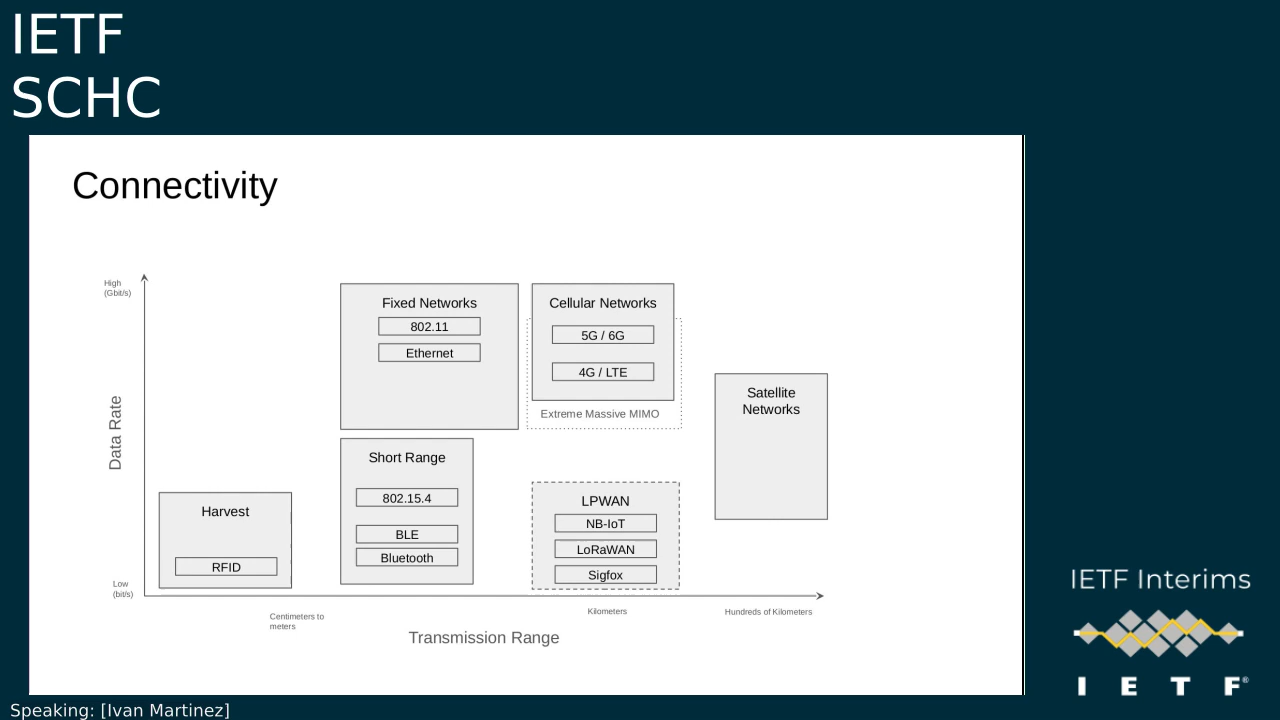 IETF
SCHC
Connectivity
High
(Gbit/s)
Data Rate
Low
(bit/s)
Harvest
RFID
Fixed Networks
802.11
Ethernet
Short Range
802.15.4
BLE
Bluetooth
Cellular Networks
5G / 6G
4G / LTE
Extreme Massive MIMO
LPWAN
NB-IoT
LoRaWAN
Sigfox
Satellite
Networks
Centimeters to
meters
Kilometers
Hundreds of Kilometers
Transmission Range
IETF Interims
I E T F®
Speaking: [Ivan Martinez]